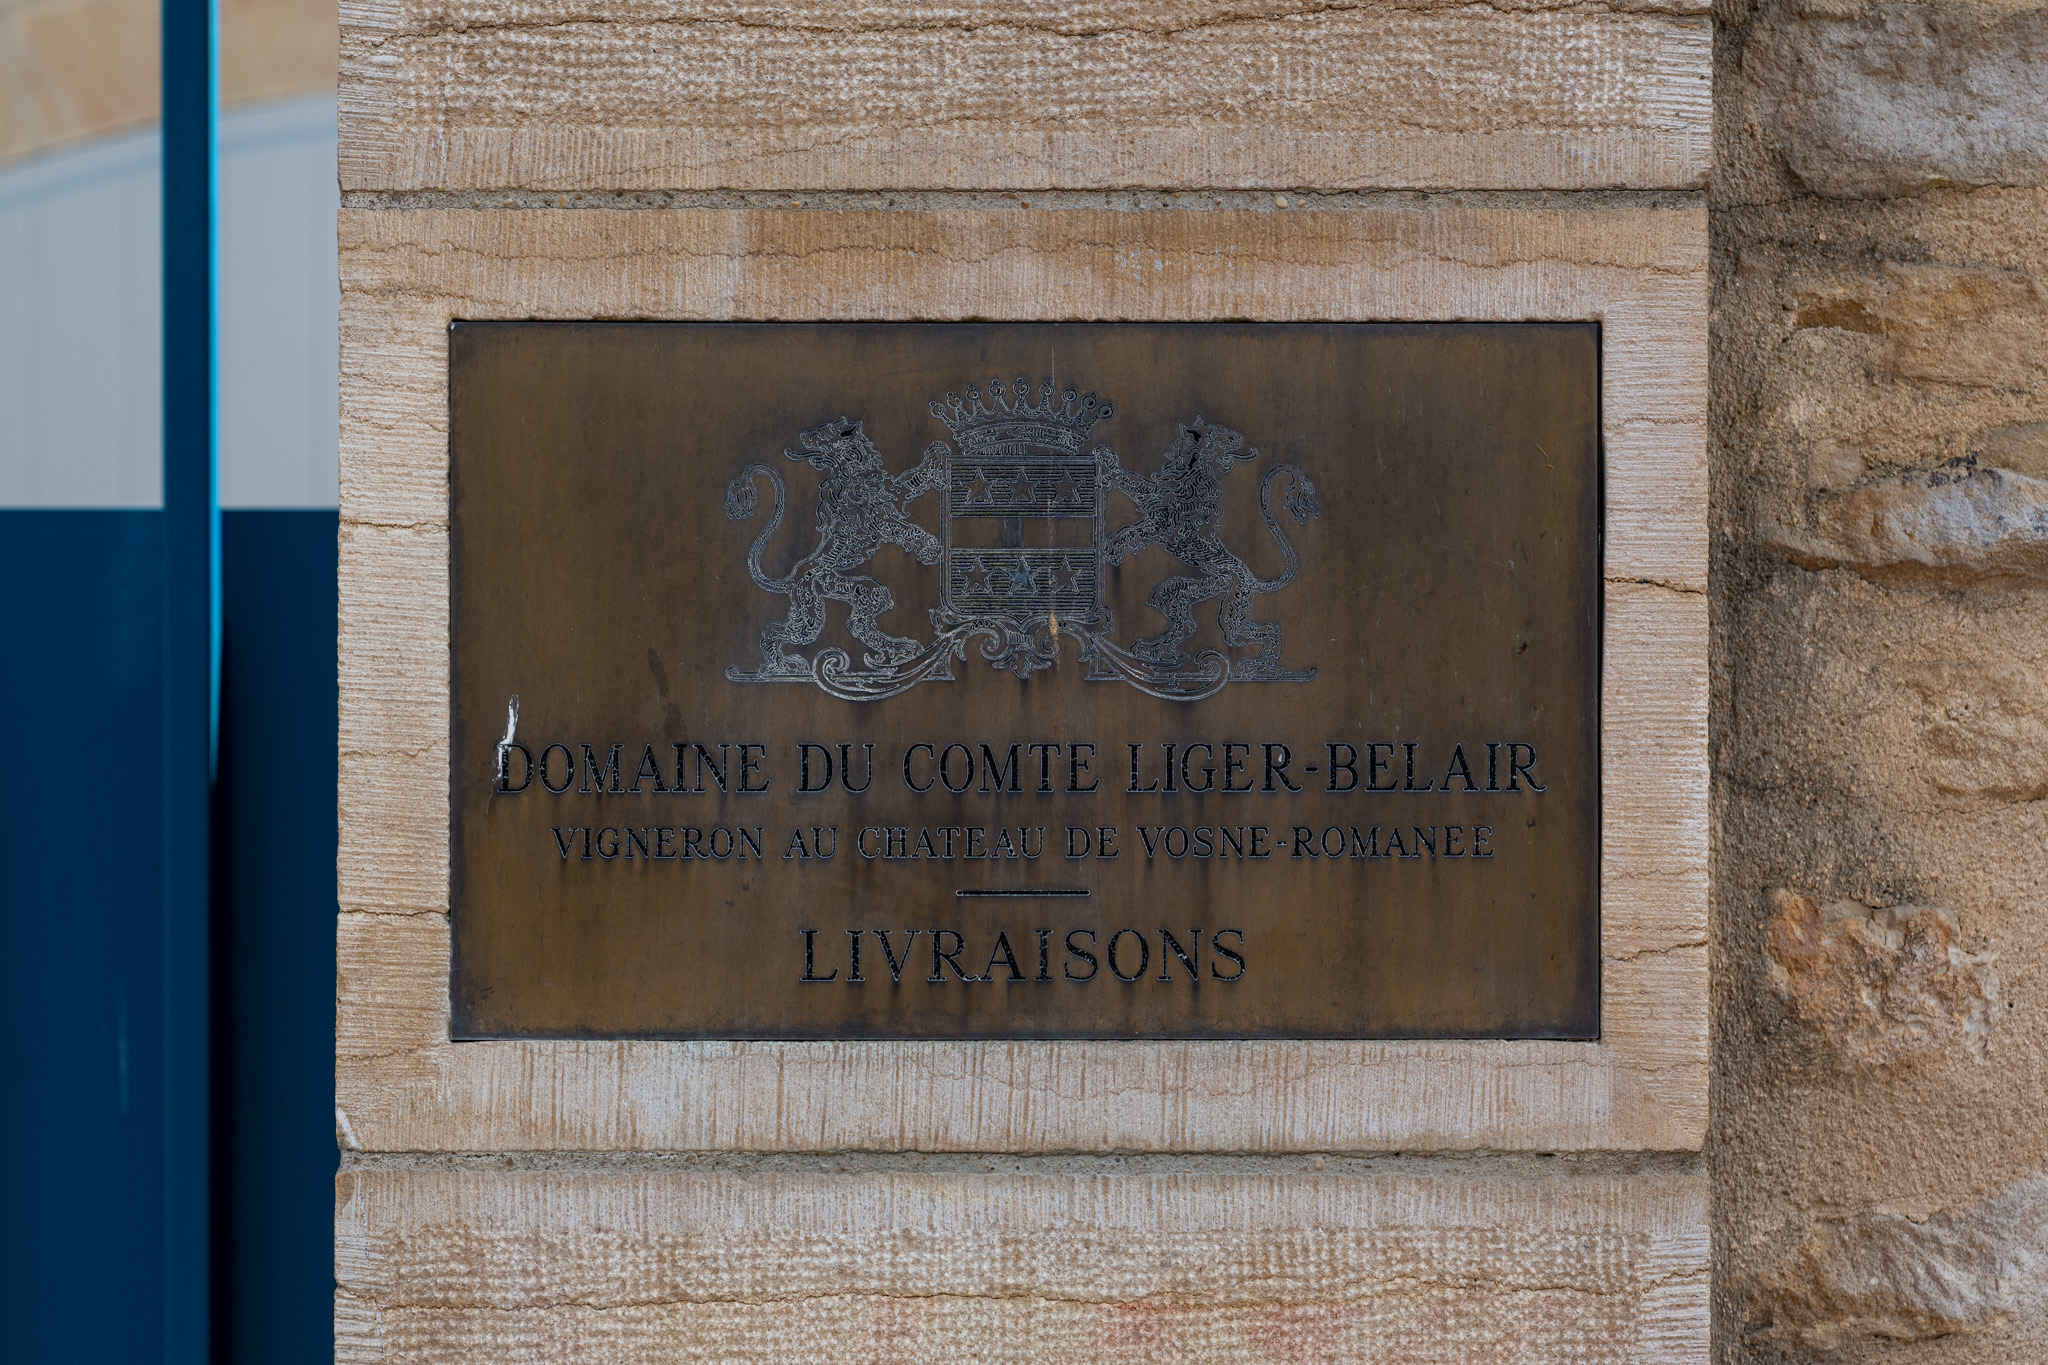 DOMAINE DU COMTE LIGER-BELAIR
VIGNERON AU CHATEAU DE VOSNE-ROMANEE
LIVRAISONS